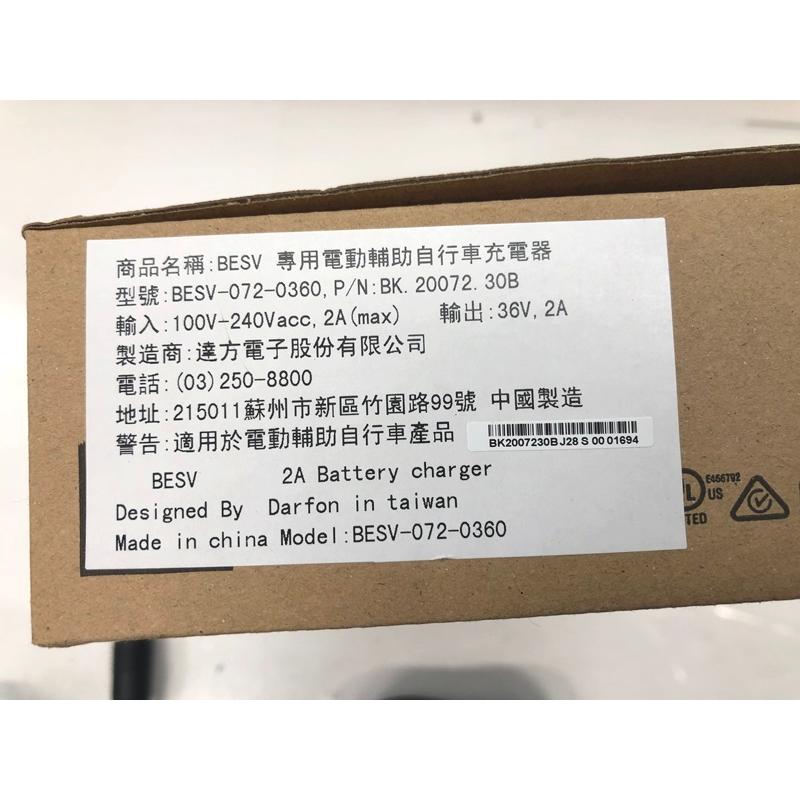 商品名稱:BESV 專用電動輔助自行車充電器
型號:BESV-072-0360,P/N:BK.20072.30B
輸入:100V-240Vacc,2A(max) 輸出:36V,2A
製造商:達方電子股份有限公司
電話:(03)250-8800
地址:215011蘇州市新區竹園路99號 中國製造
警告:適用於電動輔助自行車產品
BK2007230BJ28 S 00 01694
BESV 2A Battery charger
Designed By Darfon in taiwan
Made in china Model:BESV-072-0360
E456792
US